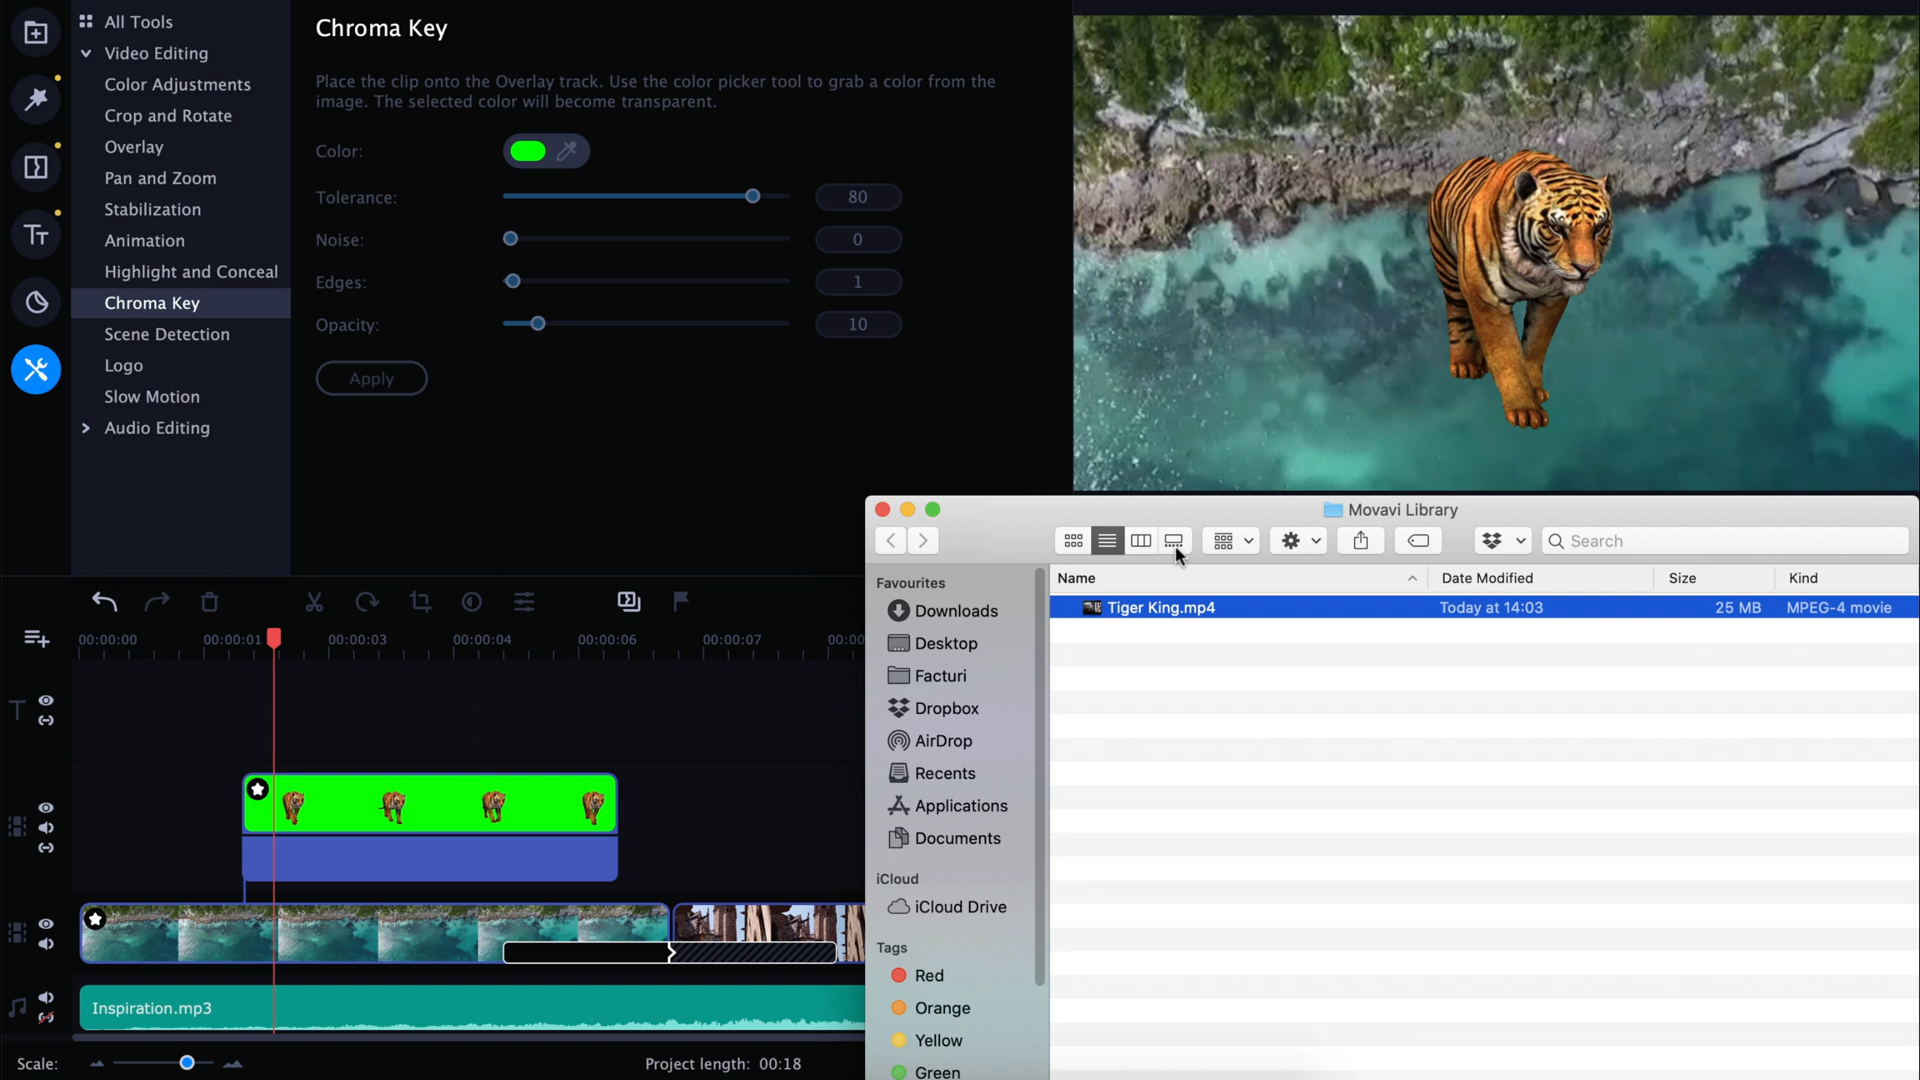 All Tools
Video Editing
Color Adjustments
Crop and Rotate
Overlay
Pan and Zoom
Stabilization
Animation
Highlight and Conceal
Chroma Key
Scene Detection
Logo
Slow Motion
Audio Editing
Chroma Key
Place the clip onto the Overlay track. Use the color picker tool to grab a color from the
image. The selected color will become transparent.
Color:
Tolerance: 80
Noise: 0
Edges: 1
Opacity: 10
Apply
Movavi Library
Search
Favourites
Downloads
Desktop
Facturi
Dropbox
AirDrop
Recents
Applications
Documents
iCloud
iCloud Drive
Tags
Red
Orange
Yellow
Green
Name Date Modified Size Kind
Tiger King.mp4 Today at 14:03 25 MB MPEG-4 movie
00:00:00 00:00:01 00:00:03 00:00:04 00:00:06 00:00:07 00:00
Inspiration.mp3
Scale:
Project length: 00:18